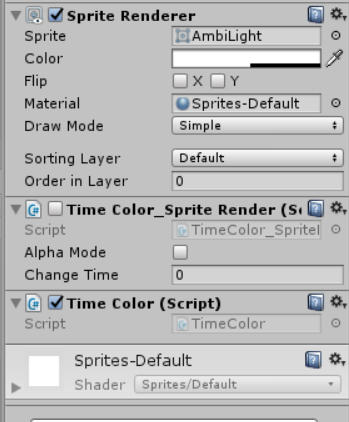 Sprite Renderer
Sprite AmbiLight
Color
Flip X Y
Material Sprites-Default
Draw Mode Simple
Sorting Layer Default
Order in Layer 0
Time Color_Sprite Render (Sc
Script TimeColor_Spritel
Alpha Mode
Change Time 0
Time Color (Script)
Script TimeColor
Sprites-Default
Shader Sprites/Default